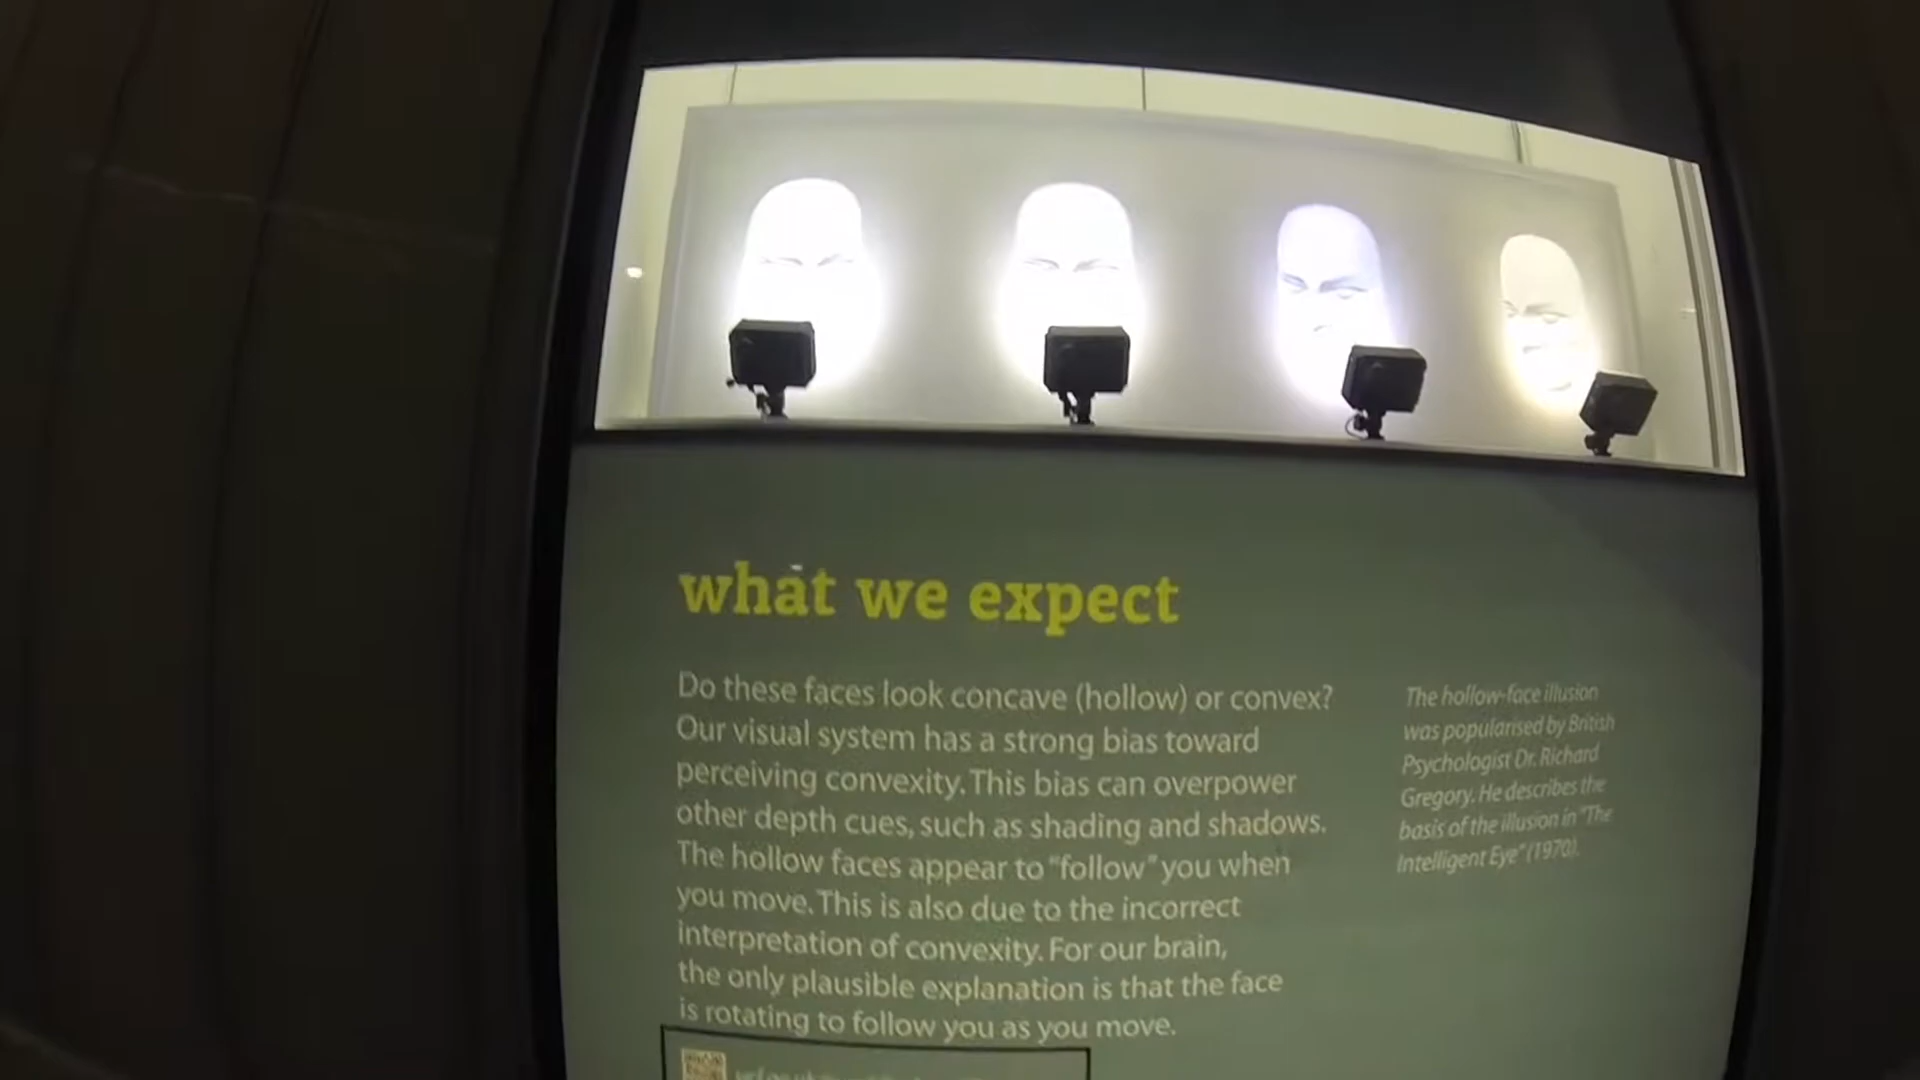 what we expect
Do these faces look concave (hollow) or convex?
Our visual system has a strong bias toward
perceiving convexity. This bias can overpower
other depth cues, such as shading and shadows.
The hollow faces appear to "follow" you when
you move. This is also due to the incorrect
interpretation of convexity. For our brain,
the only plausible explanation is that the face
is rotating to follow you as you move.
The hollow-face illusion
was popularised by British
Psychologist Dr. Richard
Gregory. He describes the
basis of the illusion in "The
Intelligent Eye" (1970).